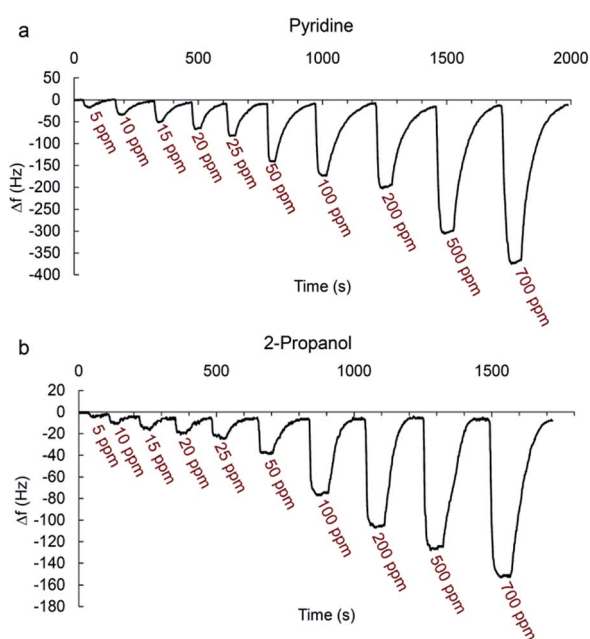 a
Pyridine
0 500 1000 1500 2000
50
0
-50
-100
-150
-200
-250
-300
-350
-400
Δf (Hz)
5 ppm
10 ppm
15 ppm
20 ppm
25 ppm
50 ppm
100 ppm
200 ppm
500 ppm
700 ppm
Time (s)
b
2-Propanol
0 500 1000 1500
20
0
-20
-40
-60
-80
-100
-120
-140
-160
-180
Δf (Hz)
5 ppm
10 ppm
15 ppm
20 ppm
25 ppm
50 ppm
100 ppm
200 ppm
500 ppm
700 ppm
Time (s)